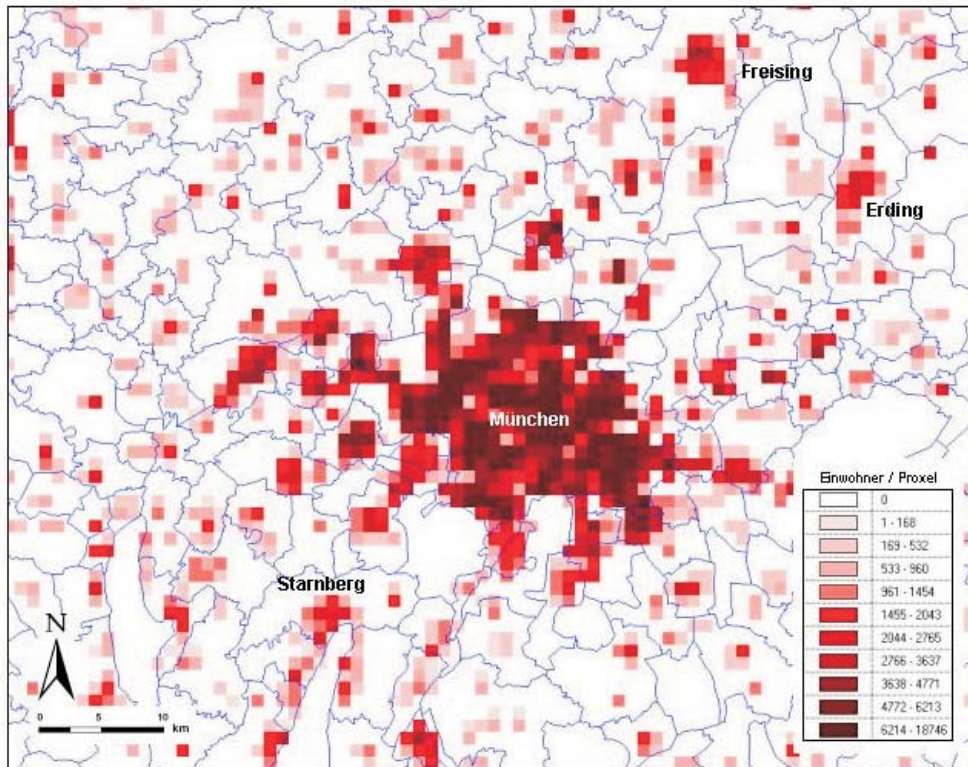 Freising
Erding
München
Starnberg
N
0 5 10
km
Einwohner / Proxel
0
1 - 168
169 - 532
533 - 960
961 - 1454
1455 - 2043
2044 - 2765
2766 - 3637
3638 - 4771
4772 - 6213
6214 - 18746